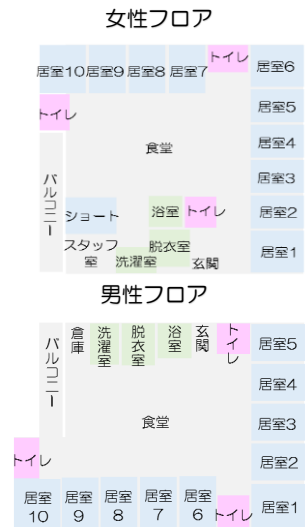 女性フロア
居室10
居室9
居室8
居室7
トイレ
居室6
トイレ
居室5
食堂
居室4
居室3
バルコニー
ショート
浴室
トイレ
居室2
スタッフ
室
洗濯室
脱衣室
玄関
居室1
男性フロア
バルコニー
倉庫
洗濯室
脱衣室
浴室
玄関
トイレ
居室5
居室4
食堂
居室3
トイレ
居室2
居室
10
居室
9
居室
8
居室
7
居室
6
トイレ
居室1